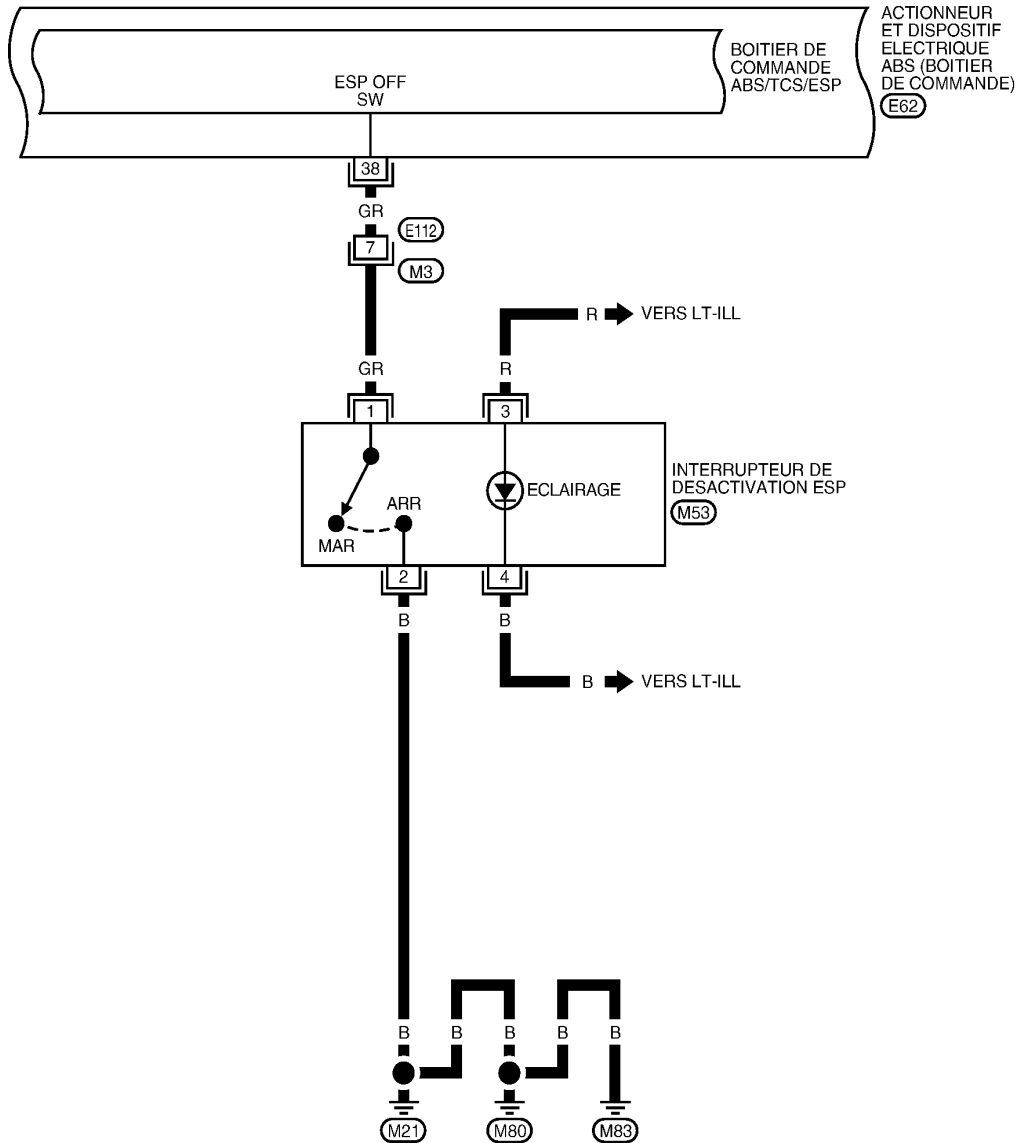 ACTIONNEUR
ET DISPOSITIF
ELECTRIQUE
ABS (BOITIER
DE COMMANDE)
E62
BOITIER DE
COMMANDE
ABS/TCS/ESP
ESP OFF
SW
38
GR
E112
7
M3
R
VERS LT-ILL
GR
R
1
3
INTERRUPTEUR DE
DESACTIVATION ESP
M53
ECLAIRAGE
ARR
MAR
2
4
B
B
B
VERS LT-ILL
B
B
B
B
B
M21
M80
M83